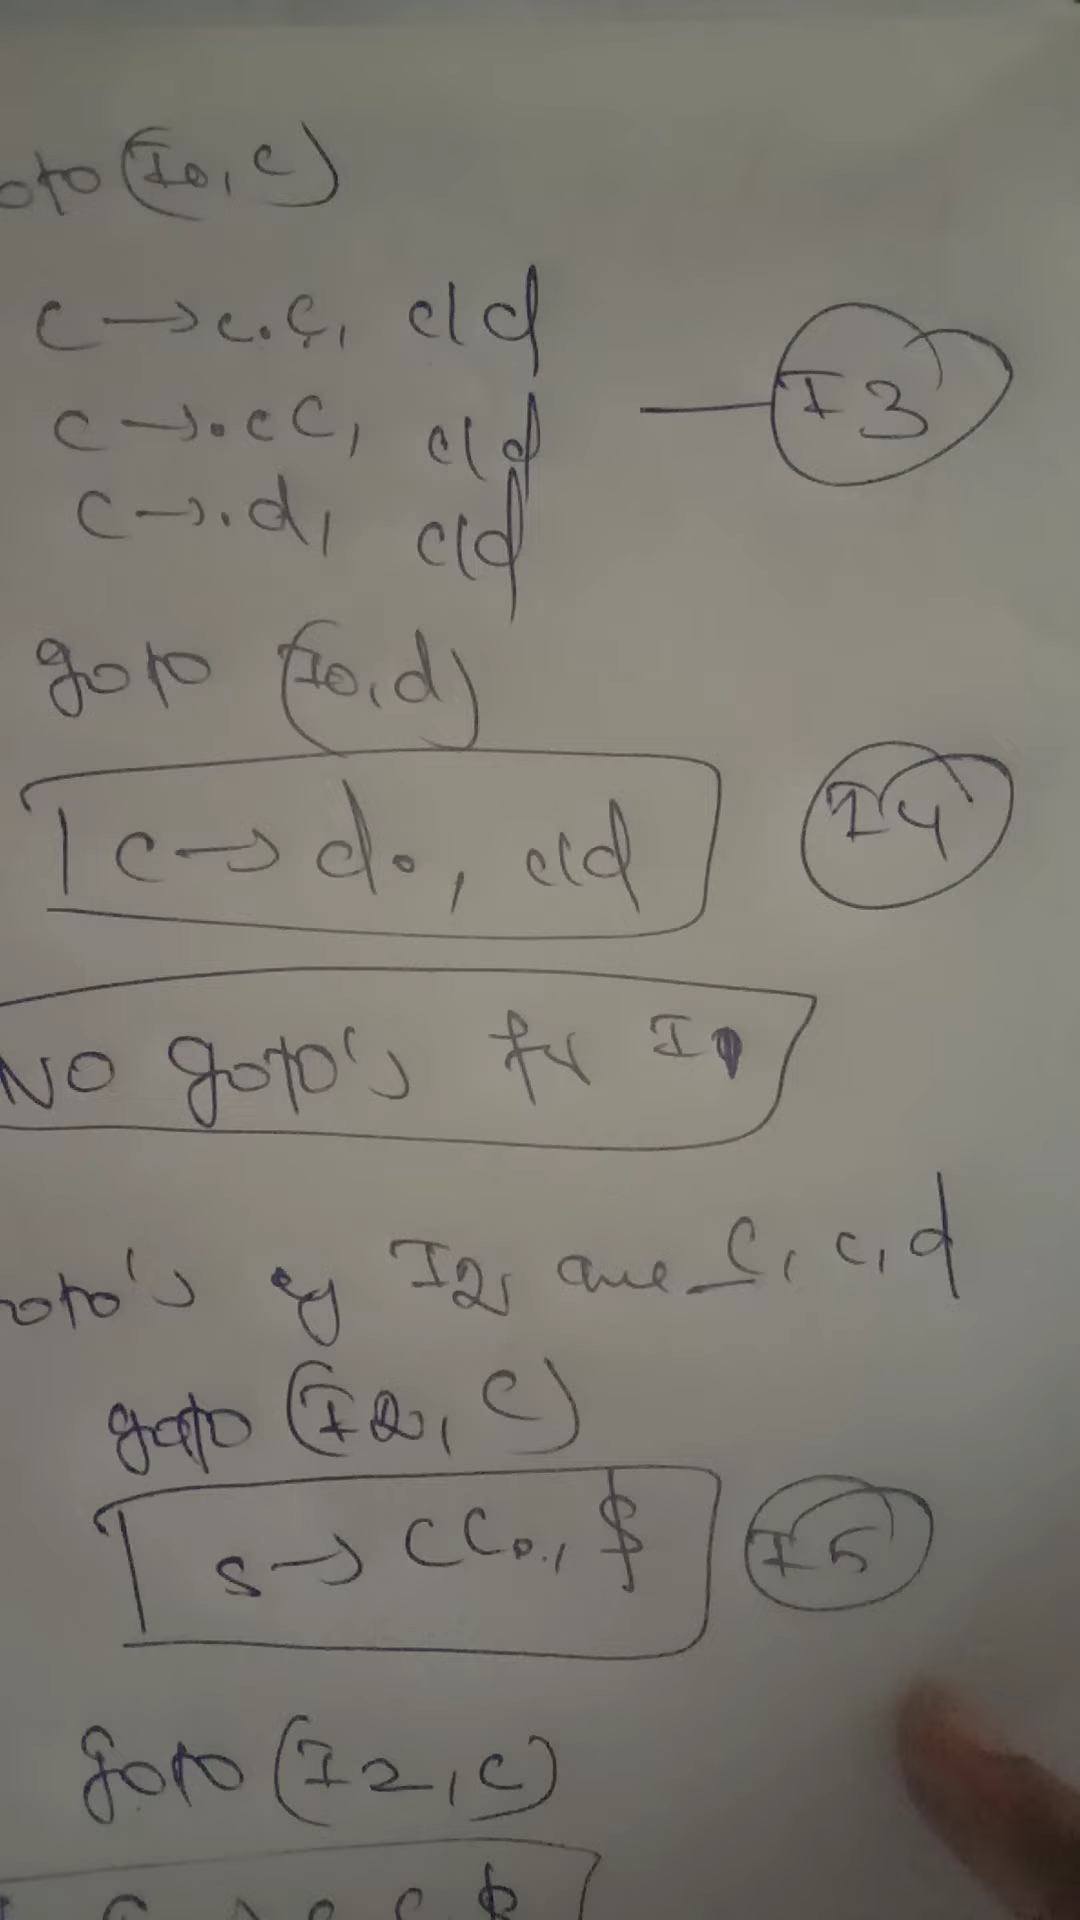 oto (I0, c)
C → c.C, c/d
C → .cC, c/d
I3
C → .d, c/d
goto (I0, d)
C → d., c/d
I4
NO goto's for I1
oto's of I2, are C, c, d
goto (I2, C)
S → CC., $
I5
goto (I2, c)